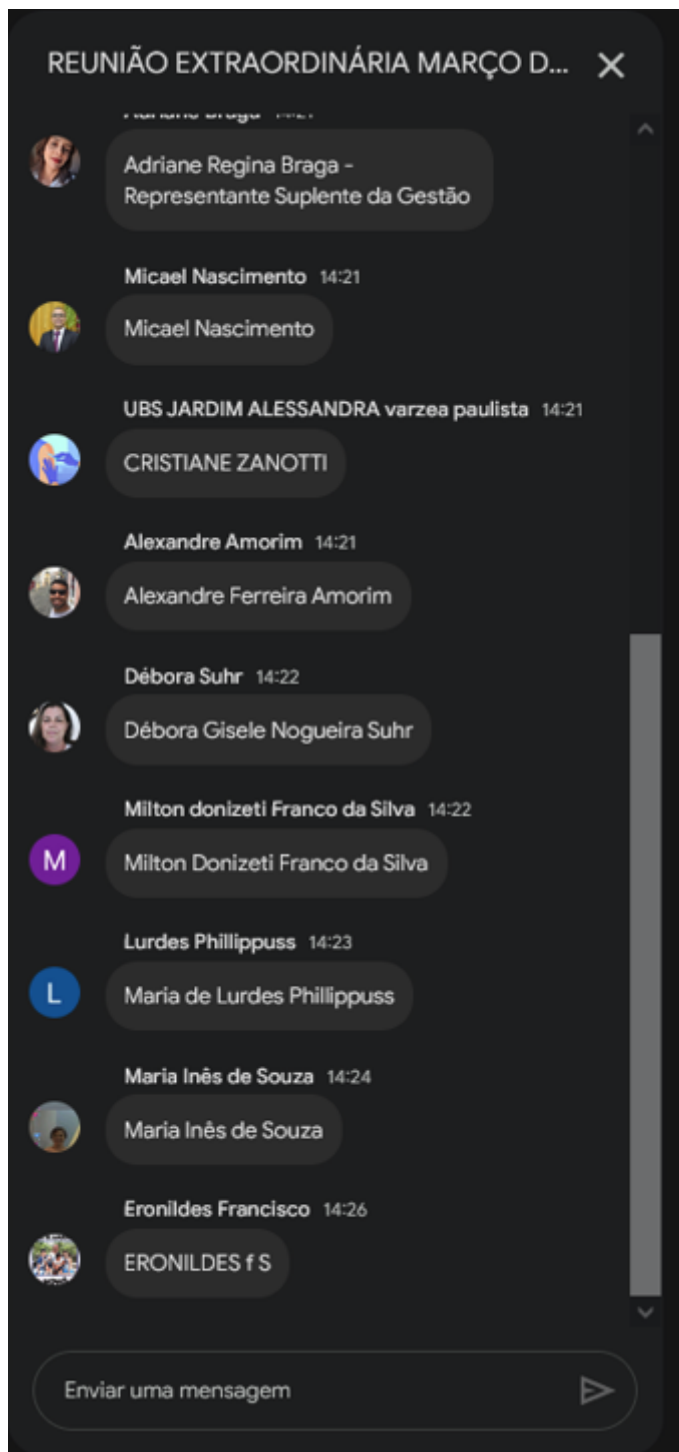 REUNIÃO EXTRAORDINÁRIA MARÇO D...
Adriane Braga 14:21
Adriane Regina Braga -
Representante Suplente da Gestão
Micael Nascimento 14:21
Micael Nascimento
UBS JARDIM ALESSANDRA varzea paulista 14:21
CRISTIANE ZANOTTI
Alexandre Amorim 14:21
Alexandre Ferreira Amorim
Débora Suhr 14:22
Débora Gisele Nogueira Suhr
Milton donizeti Franco da Silva 14:22
M
Milton Donizeti Franco da Silva
Lurdes Phillippuss 14:23
L
Maria de Lurdes Phillippuss
Maria Inês de Souza 14:24
Maria Inês de Souza
Eronildes Francisco 14:26
ERONILDES f S
Enviar uma mensagem